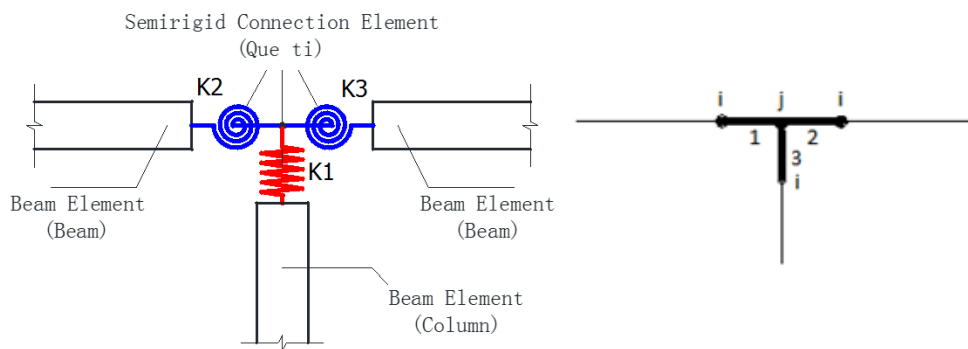 Semirigid Connection Element
(Que ti)
K2
K3
K1
Beam Element
(Beam)
Beam Element
(Beam)
Beam Element
(Column)
i
j
i
1
2
3
i